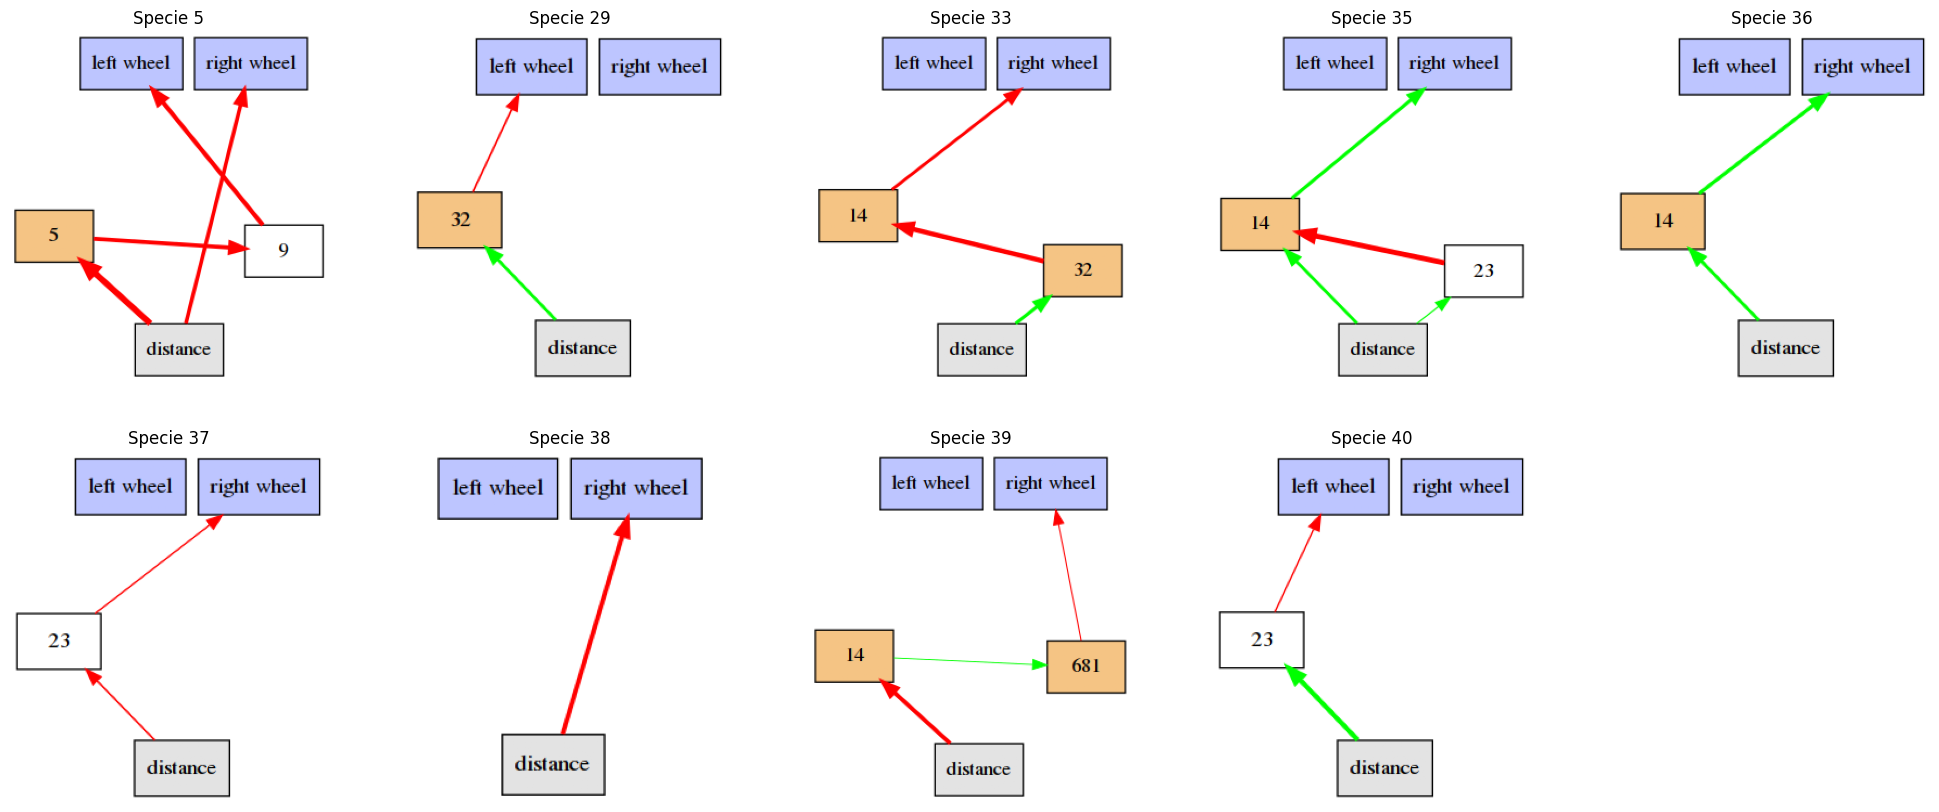 Specie 5
left wheel right wheel
5
9
distance
Specie 29
left wheel right wheel
32
distance
Specie 33
left wheel right wheel
14
32
distance
Specie 35
left wheel right wheel
14
23
distance
Specie 36
left wheel right wheel
14
distance
Specie 37
left wheel right wheel
23
distance
Specie 38
left wheel right wheel
distance
Specie 39
left wheel right wheel
14
681
distance
Specie 40
left wheel right wheel
23
distance